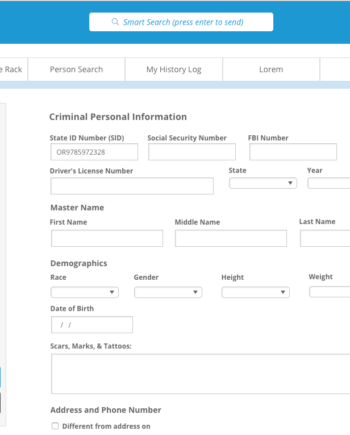 Smart Search (press enter to send)
e Rack Person Search My History Log Lorem
Criminal Personal Information
State ID Number (SID) Social Security Number FBI Number
OR9785972328
Driver's License Number State Year
Master Name
First Name Middle Name Last Name
Demographics
Race Gender Height Weight
Date of Birth
/ /
Scars, Marks, & Tattoos:
Address and Phone Number
Different from address on